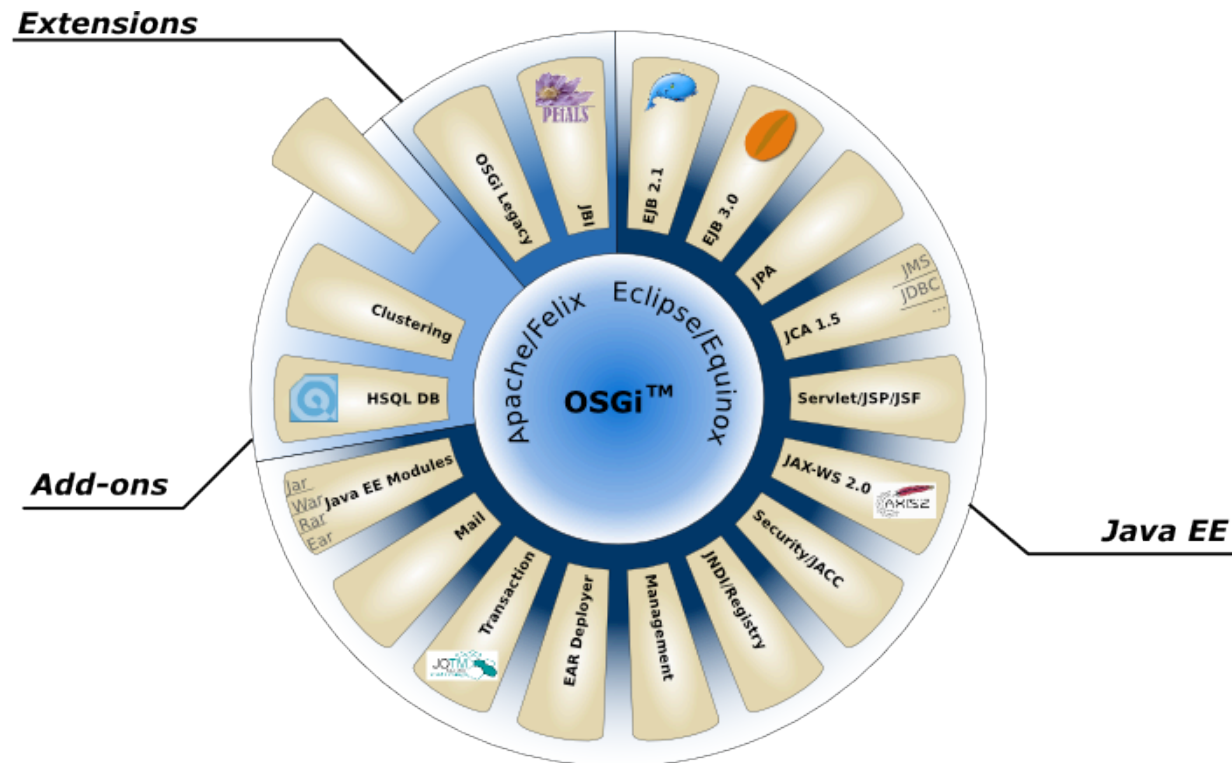 Extensions
PETALS
OSGi Legacy
JBI
EJB 2.1
EJB 3.0
JPA
JCA 1.5
JMS
JDBC
...
Servlet/JSP/JSF
JAX-WS 2.0
AXIS2
Security/JACC
JNDI/Registry
Management
EAR Deployer
Transaction
JOTM
Mail
Java EE Modules
Jar
War
Rar
Ear
HSQL DB
Clustering
Apache/Felix
Eclipse/Equinox
OSGi™
Add-ons
Java EE